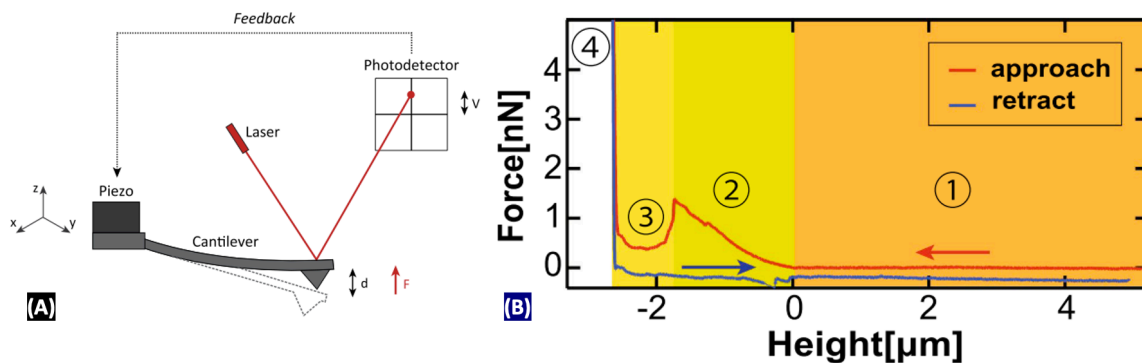 Feedback
Photodetector
V
Laser
Piezo
z
x
y
Cantilever
d
F
(A)
Force[nN]
5
4
3
2
1
0
④
③
②
①
approach
retract
-2
0
2
4
Height[µm]
(B)